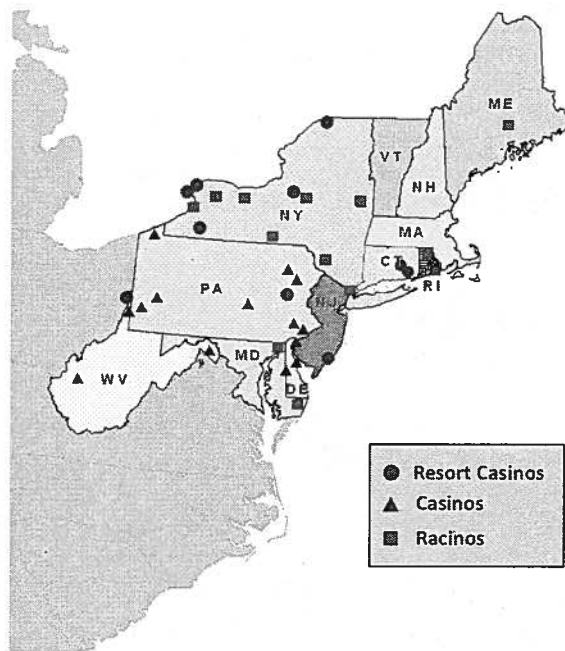 ME
VT
NH
NY
MA
CT
RI
PA
NJ
MD
WV
DE
Resort Casinos
Casinos
Racinos